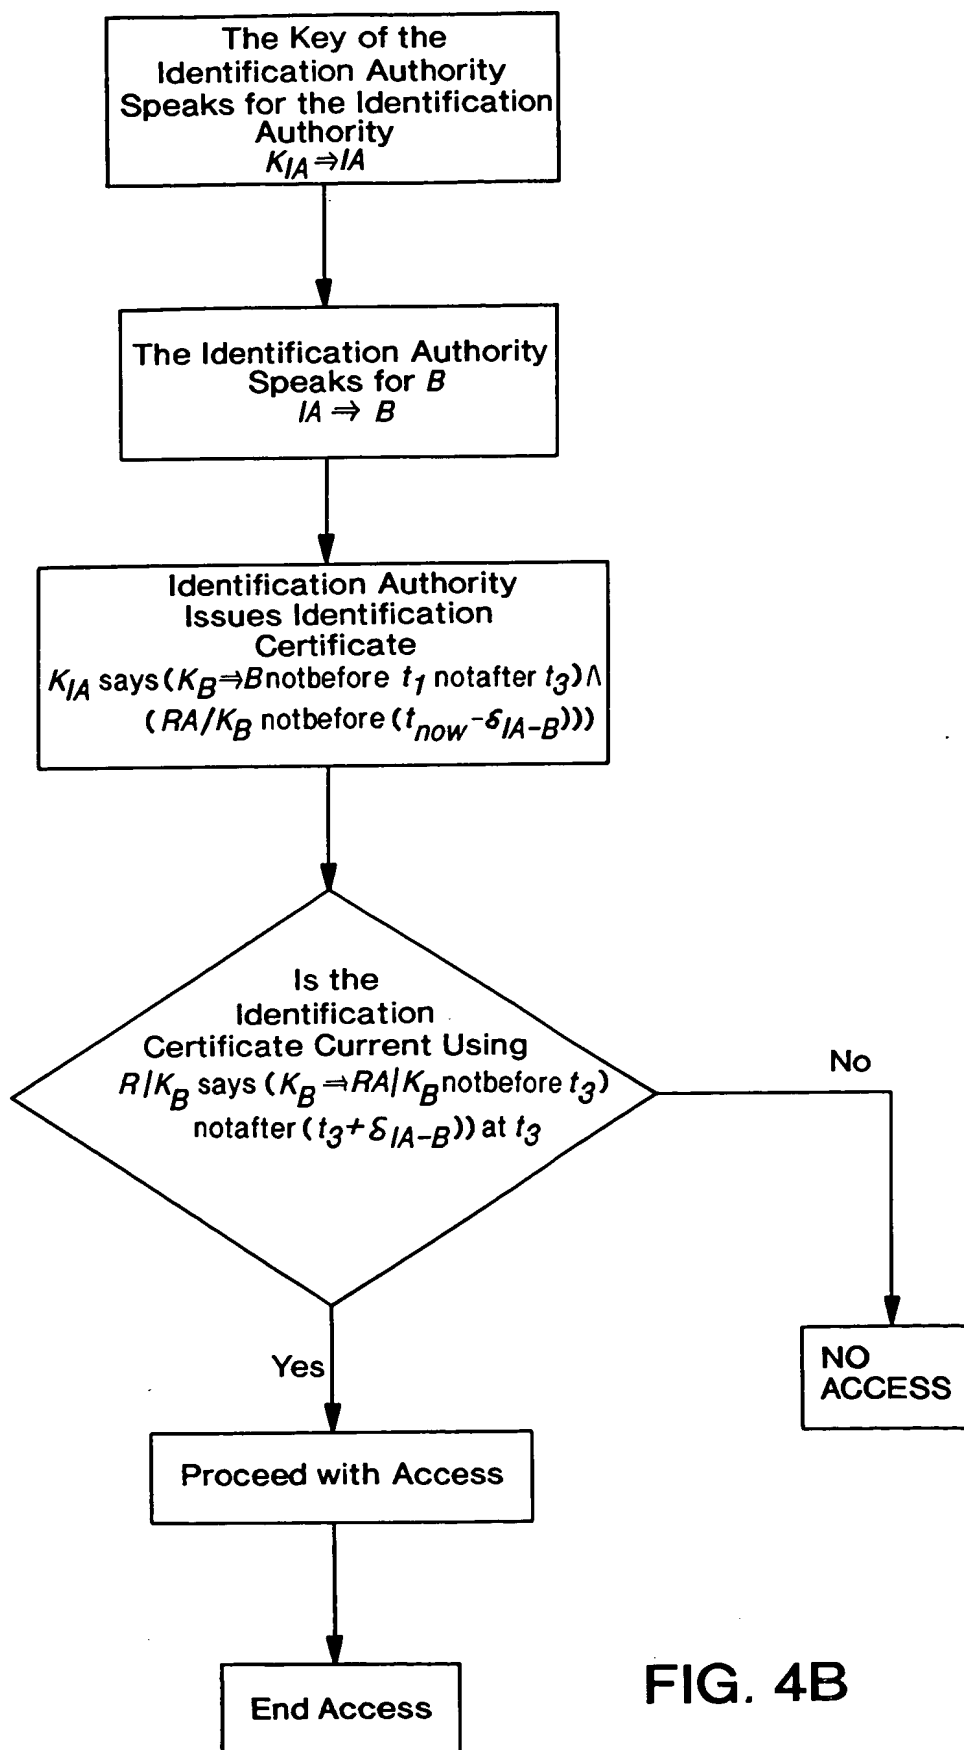 The Key of the
Identification Authority
Speaks for the Identification
Authority
K_IA ⇒ IA
The Identification Authority
Speaks for B
IA ⇒ B
Identification Authority
Issues Identification
Certificate
K_IA says (K_B ⇒ B notbefore t_1 notafter t_3) Λ
(RA/K_B notbefore (t_now - δ_IA-B)))
Is the
Identification
Certificate Current Using
R/K_B says (K_B ⇒ RA/K_B notbefore t_3)
notafter (t_3 + δ_IA-B)) at t_3
No
Yes
NO
ACCESS
Proceed with Access
End Access
FIG. 4B